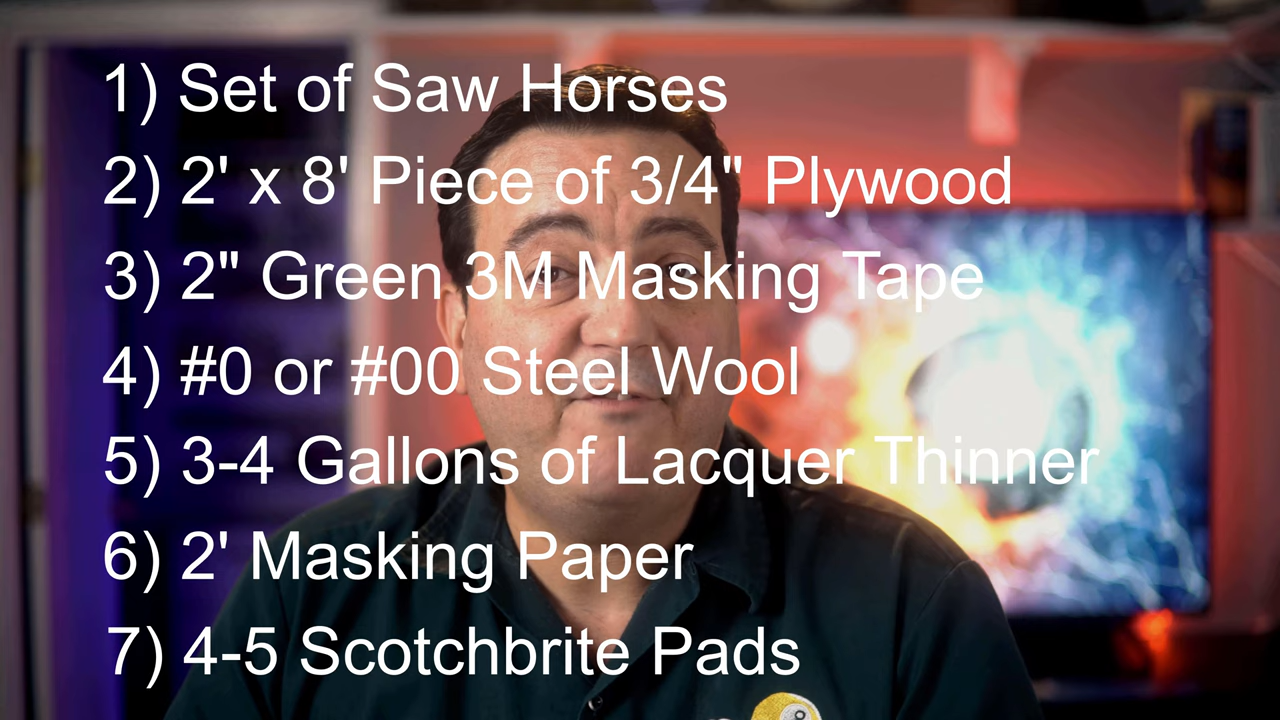 1) Set of Saw Horses
2) 2' x 8' Piece of 3/4" Plywood
3) 2" Green 3M Masking Tape
4) #0 or #00 Steel Wool
5) 3-4 Gallons of Lacquer Thinner
6) 2' Masking Paper
7) 4-5 Scotchbrite Pads